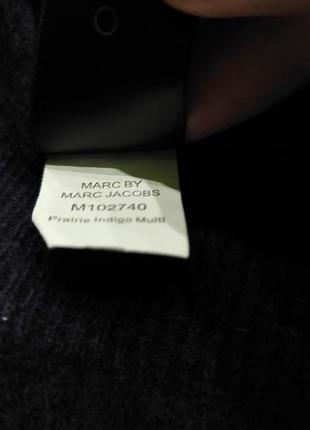 MARC BY
MARC JACOBS
M102740
Prairie Indigo Multi